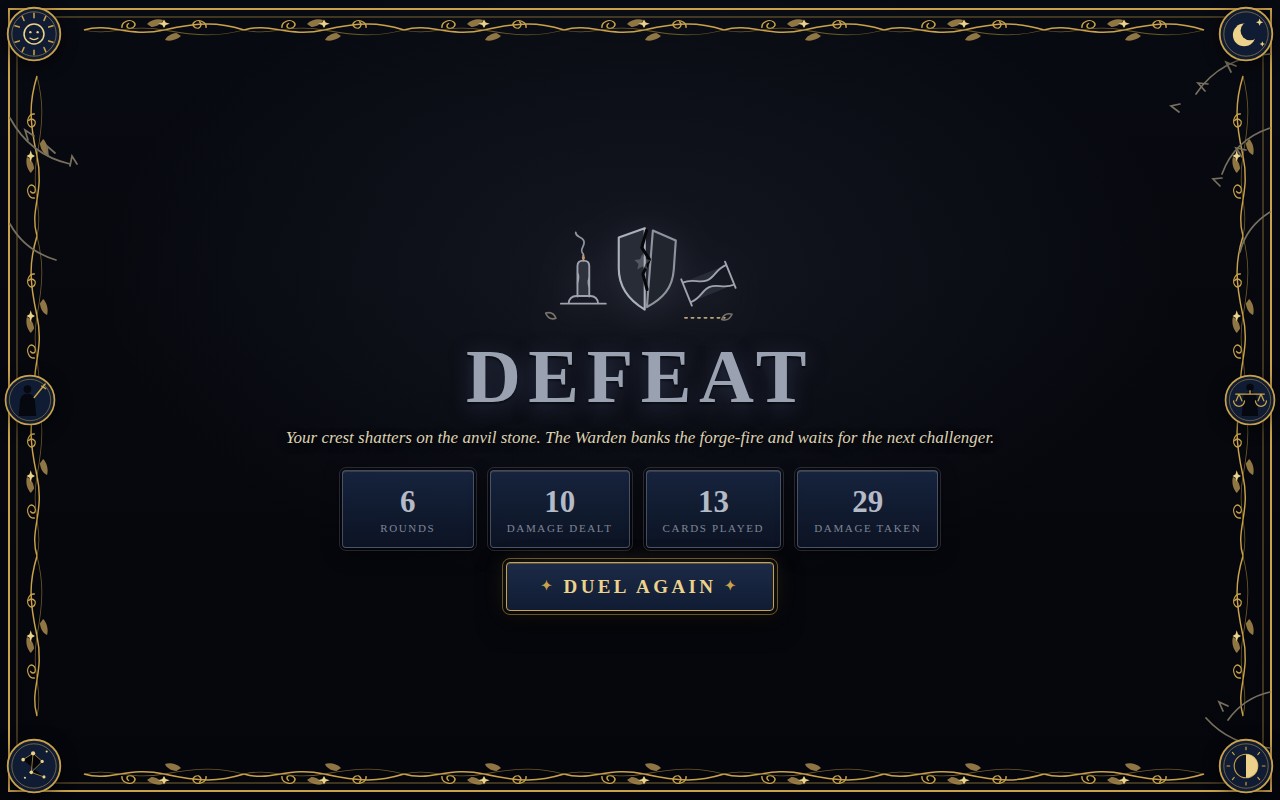 DEFEAT
Your crest shatters on the anvil stone. The Warden banks the forge-fire and waits for the next challenger.
6
ROUNDS
10
DAMAGE DEALT
13
CARDS PLAYED
29
DAMAGE TAKEN
DUEL AGAIN